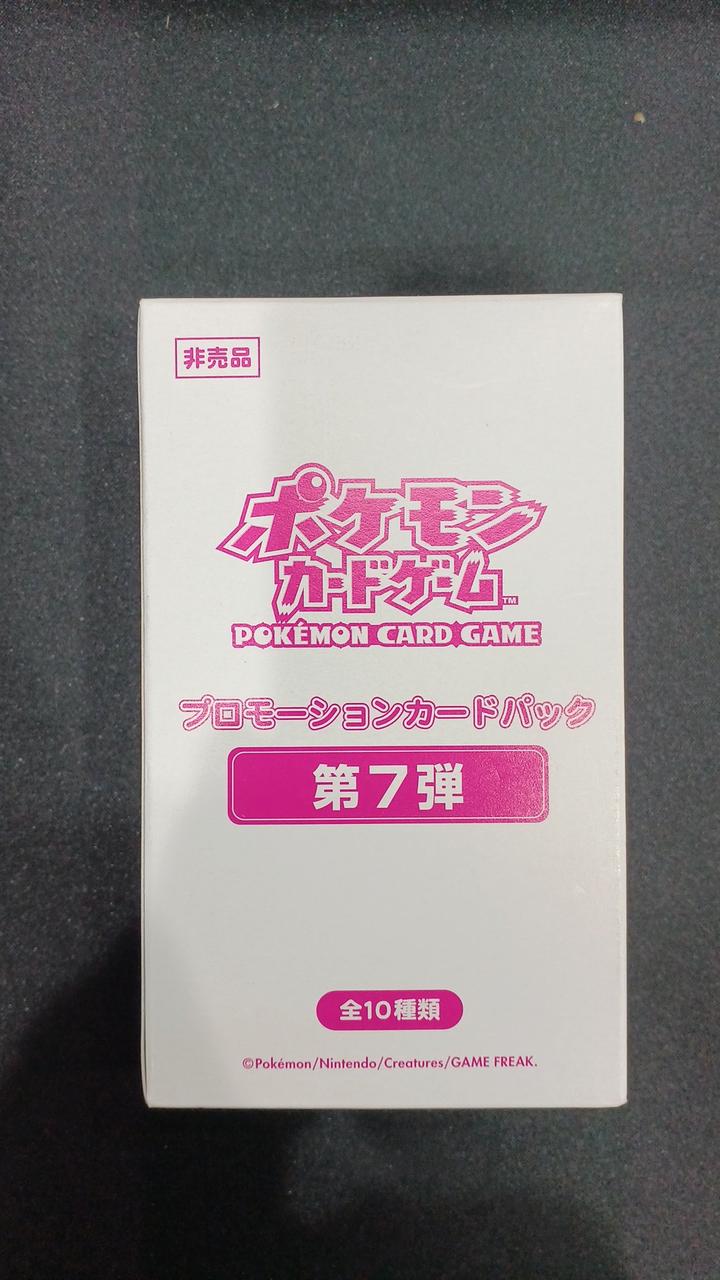 非売品
ポケモン
カードゲーム™
POKÉMON CARD GAME
プロモーションカードパック
第7弾
全10種類
©Pokémon/Nintendo/Creatures/GAME FREAK.